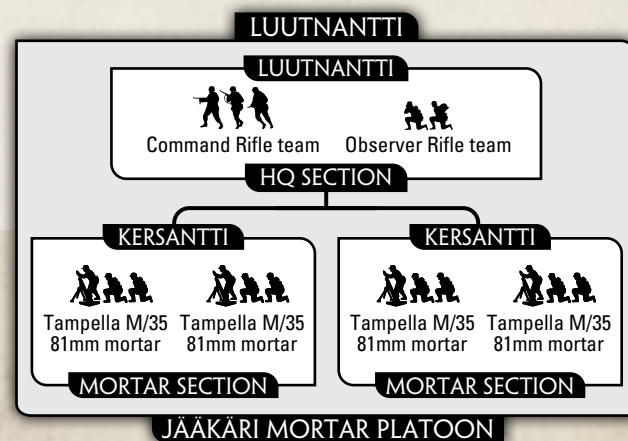 LUUTNANTTI
LUUTNANTTI
Command Rifle team Observer Rifle team
HQ SECTION
KERSANTTI KERSANTTI
Tampella M/35 Tampella M/35 Tampella M/35 Tampella M/35
81mm mortar 81mm mortar 81mm mortar 81mm mortar
MORTAR SECTION MORTAR SECTION
JÄÄKÄRI MORTAR PLATOON